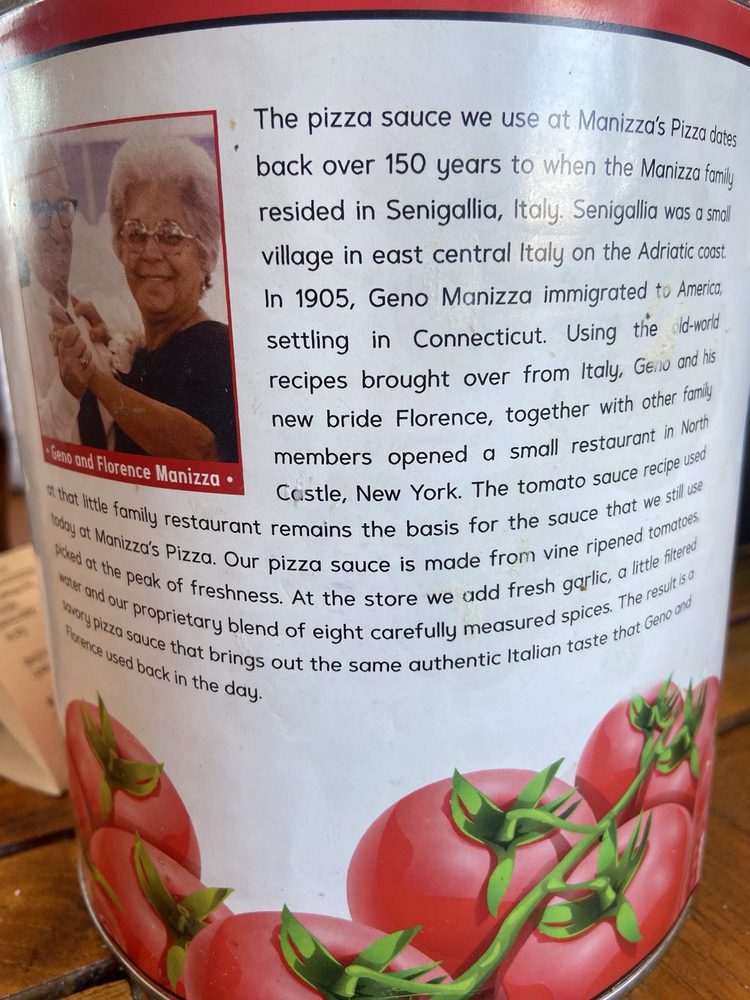 The pizza sauce we use at Manizza's Pizza dates
back over 150 years to when the Manizza family
resided in Senigallia, Italy. Senigallia was a small
village in east central Italy on the Adriatic coast.
In 1905, Geno Manizza immigrated to America,
settling in Connecticut. Using the old-world
recipes brought over from Italy, Geno and his
new bride Florence, together with other family
members opened a small restaurant in North
Castle, New York. The tomato sauce recipe used
• Geno and Florence Manizza •
at that little family restaurant remains the basis for the sauce that we still use
today at Manizza's Pizza. Our pizza sauce is made from vine ripened tomatoes,
picked at the peak of freshness. At the store we add fresh garlic, a little filtered
water and our proprietary blend of eight carefully measured spices. The result is a
savory pizza sauce that brings out the same authentic Italian taste that Geno and
Florence used back in the day.